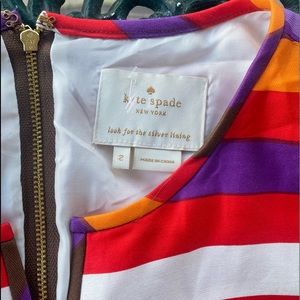 kate spade
NEW YORK
look for the silver lining
2
MADE IN CHINA